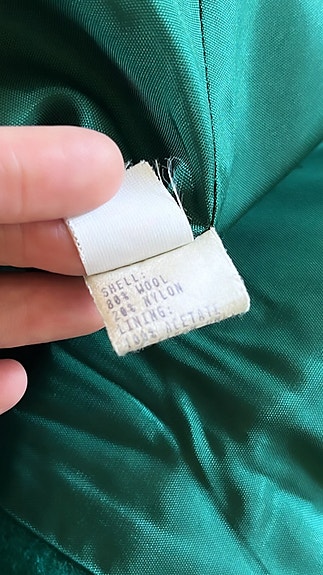 SHELL:
80% WOOL
20% NYLON
LINING:
100% ACETATE